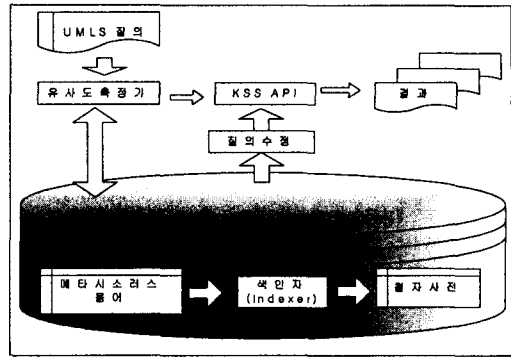 UMLS 질의
유사도측정기
KSS API
결과
질의수정
메타시소러스
용어
색인자
(Indexer)
철자사전